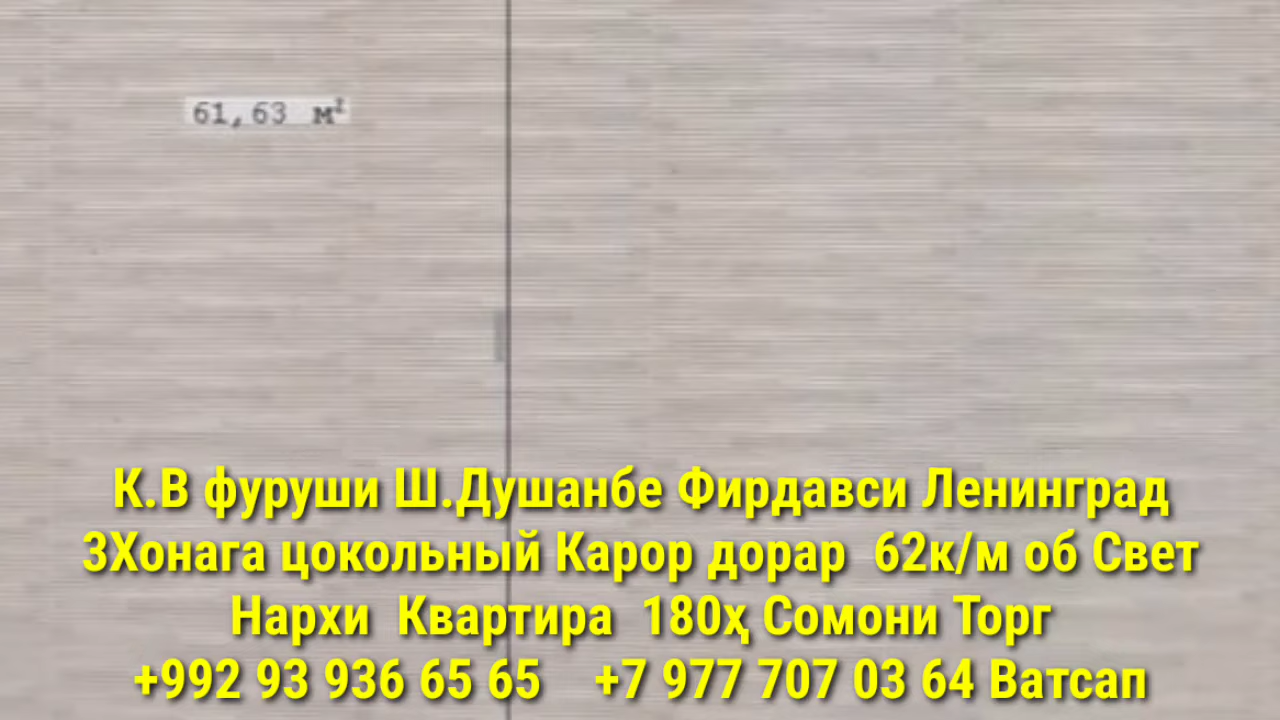 61,63 м²
К.В фуруши Ш.Душанбе Фирдавси Ленинград
3Хонага цокольный Карор дорар 62к/м об Свет
Нархи Квартира 180ҳ Сомони Торг
+992 93 936 65 65 +7 977 707 03 64 Ватсап